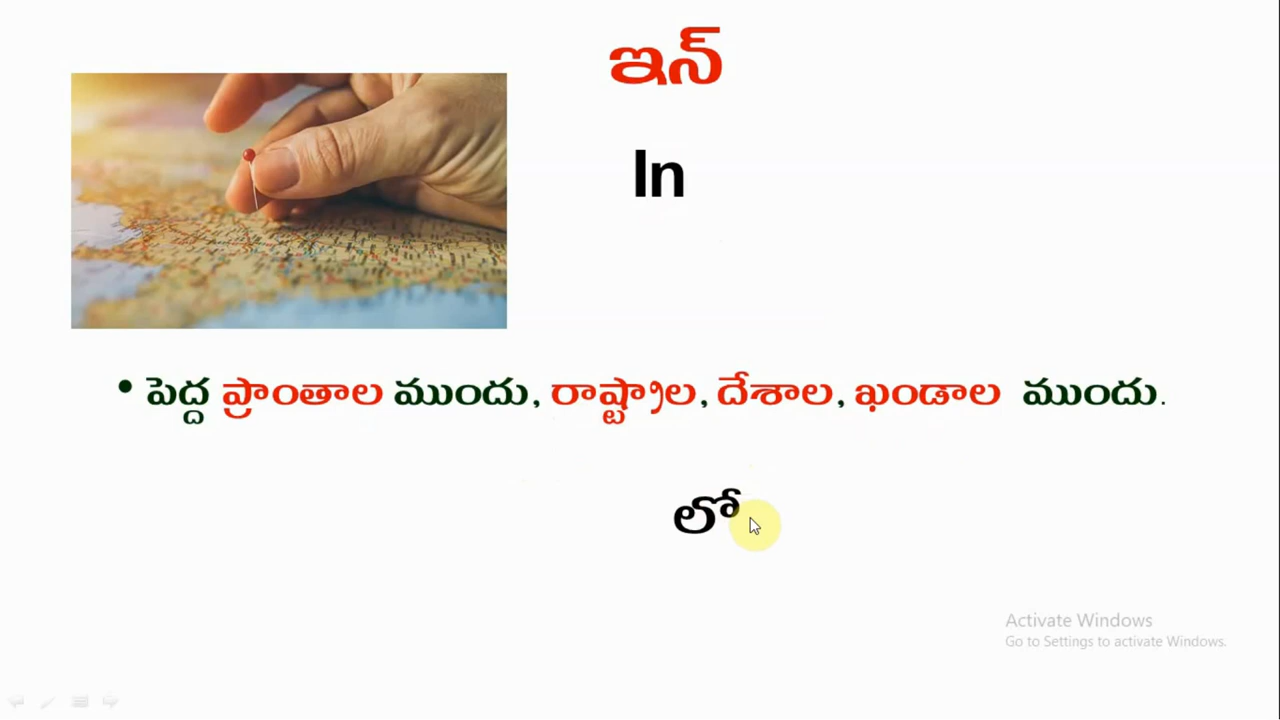 ఇన్
In
• పెద్ద ప్రాంతాల ముందు, రాష్ట్రాల, దేశాల, ఖండాల ముందు.
లో
Activate Windows
Go to Settings to activate Windows.